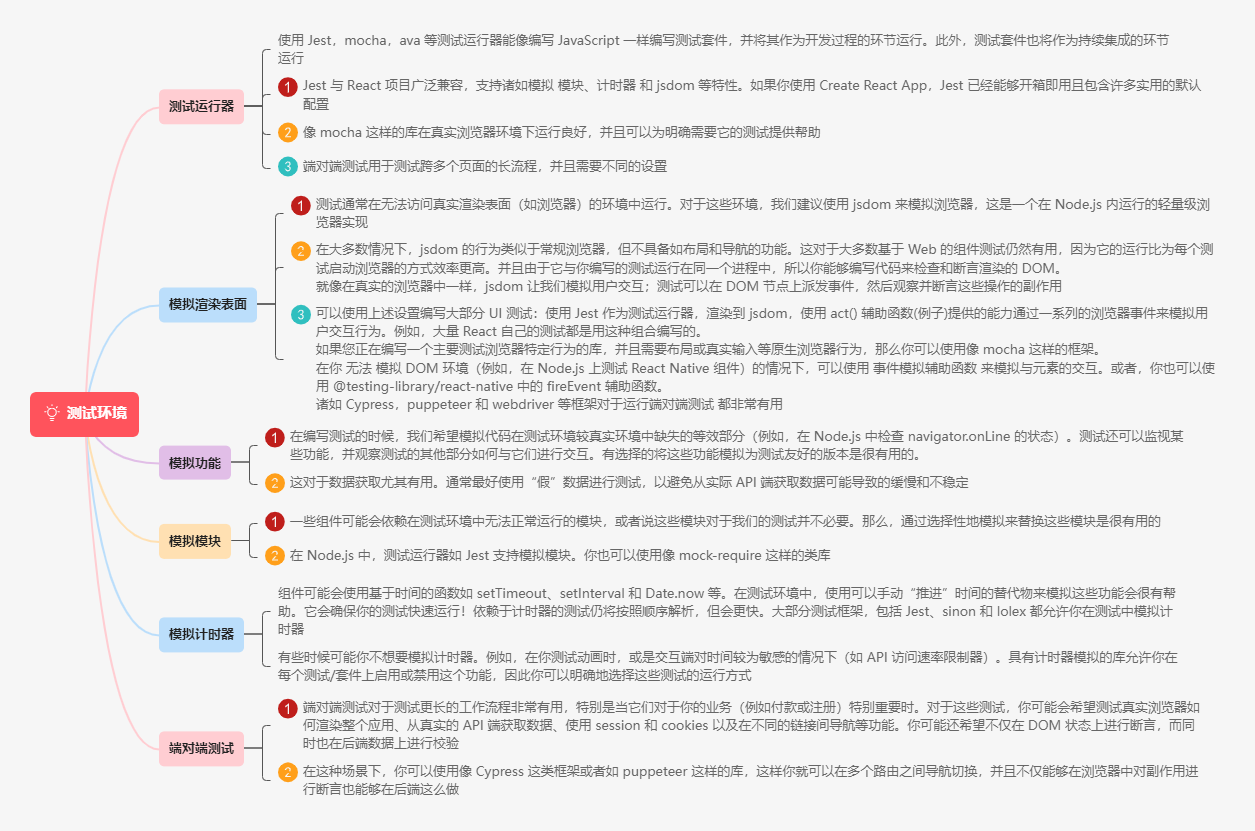 测试环境
测试运行器
使用 Jest，mocha，ava 等测试运行器能像编写 JavaScript 一样编写测试套件，并将其作为开发过程的环节运行。此外，测试套件也将作为持续集成的环节
运行
1 Jest 与 React 项目广泛兼容，支持诸如模拟 模块、计时器 和 jsdom 等特性。如果你使用 Create React App，Jest 已经能够开箱即用且包含许多实用的默认
配置
2 像 mocha 这样的库在真实浏览器环境下运行良好，并且可以为明确需要它的测试提供帮助
3 端对端测试用于测试跨多个页面的长流程，并且需要不同的设置
模拟渲染表面
1 测试通常在无法访问真实渲染表面（如浏览器）的环境中运行。对于这些环境，我们建议使用 jsdom 来模拟浏览器，这是一个在 Node.js 内运行的轻量级浏
览器实现
2 在大多数情况下，jsdom 的行为类似于常规浏览器，但不具备如布局和导航的功能。这对于大多数基于 Web 的组件测试仍然有用，因为它的运行比为每个测
试启动浏览器的方式效率更高。并且由于它与你编写的测试运行在同一个进程中，所以你能够编写代码来检查和断言渲染的 DOM。
就像在真实的浏览器中一样，jsdom 让我们模拟用户交互；测试可以在 DOM 节点上派发事件，然后观察并断言这些操作的副作用
3 可以使用上述设置编写大部分 UI 测试：使用 Jest 作为测试运行器，渲染到 jsdom，使用 act() 辅助函数(例子)提供的能力通过一系列的浏览器事件来模拟用
户交互行为。例如，大量 React 自己的测试都是用这种组合编写的。
如果您正在编写一个主要测试浏览器特定行为的库，并且需要布局或真实输入等原生浏览器行为，那么你可以使用像 mocha 这样的框架。
在你 无法 模拟 DOM 环境（例如，在 Node.js 上测试 React Native 组件）的情况下，可以使用 事件模拟辅助函数 来模拟与元素的交互。或者，你也可以使
用 @testing-library/react-native 中的 fireEvent 辅助函数。
诸如 Cypress，puppeteer 和 webdriver 等框架对于运行端对端测试 都非常有用
模拟功能
1 在编写测试的时候，我们希望模拟代码在测试环境较真实环境中缺失的等效部分（例如，在 Node.js 中检查 navigator.onLine 的状态）。测试还可以监视某
些功能，并观察测试的其他部分如何与它们进行交互。有选择的将这些功能模拟为测试友好的版本是很有用的。
2 这对于数据获取尤其有用。通常最好使用“假”数据进行测试，以避免从实际 API 端获取数据可能导致的缓慢和不稳定
模拟模块
1 一些组件可能会依赖在测试环境中无法正常运行的模块，或者说这些模块对于我们的测试并不必要。那么，通过选择性地模拟来替换这些模块是很有用的
2 在 Node.js 中，测试运行器如 Jest 支持模拟模块。你也可以使用像 mock-require 这样的类库
模拟计时器
组件可能会使用基于时间的函数如 setTimeout、setInterval 和 Date.now 等。在测试环境中，使用可以手动“推进”时间的替代物来模拟这些功能会很有帮
助。它会确保你的测试快速运行！依赖于计时器的测试仍将按照顺序解析，但会更快。大部分测试框架，包括 Jest、sinon 和 lolex 都允许你在测试中模拟计
时器
有些时候可能你不想要模拟计时器。例如，在你测试动画时，或是交互端对时间较为敏感的情况下（如 API 访问速率限制器）。具有计时器模拟的库允许你在
每个测试/套件上启用或禁用这个功能，因此你可以明确地选择这些测试的运行方式
端对端测试
1 端对端测试对于测试更长的工作流程非常有用，特别是当它们对于你的业务（例如付款或注册）特别重要时。对于这些测试，你可能会希望测试真实浏览器如
何渲染整个应用、从真实的 API 端获取数据、使用 session 和 cookies 以及在不同的链接间导航等功能。你可能还希望不仅在 DOM 状态上进行断言，而同
时也在后端数据上进行校验
2 在这种场景下，你可以使用像 Cypress 这类框架或者如 puppeteer 这样的库，这样你就可以在多个路由之间导航切换，并且不仅能够在浏览器中对副作用进
行断言也能够在后端这么做